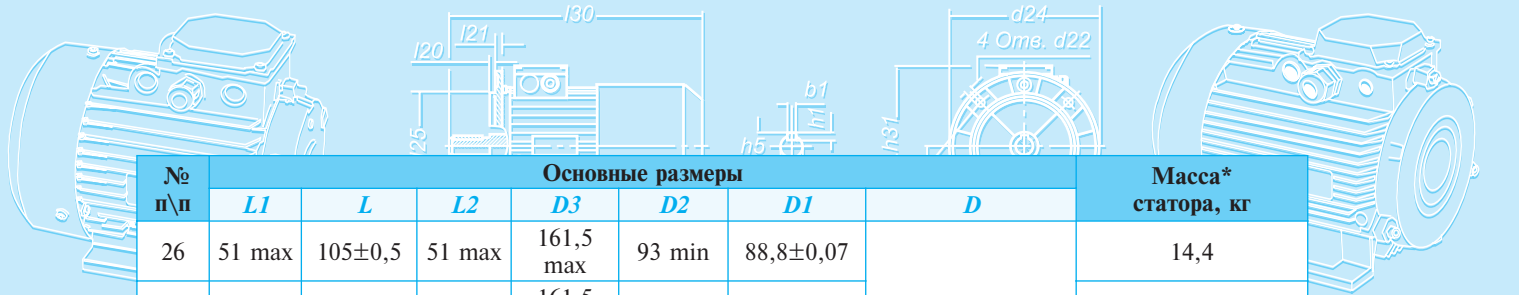 l30
d24
l21
4 Отв. d22
l20
b1
h1
h31
h5
№ п\п
Основные размеры
Масса* статора, кг
L1 L L2 D3 D2 D1 D
26 51 max 105±0,5 51 max 161,5 max 93 min 88,8±0,07 14,4
161,5